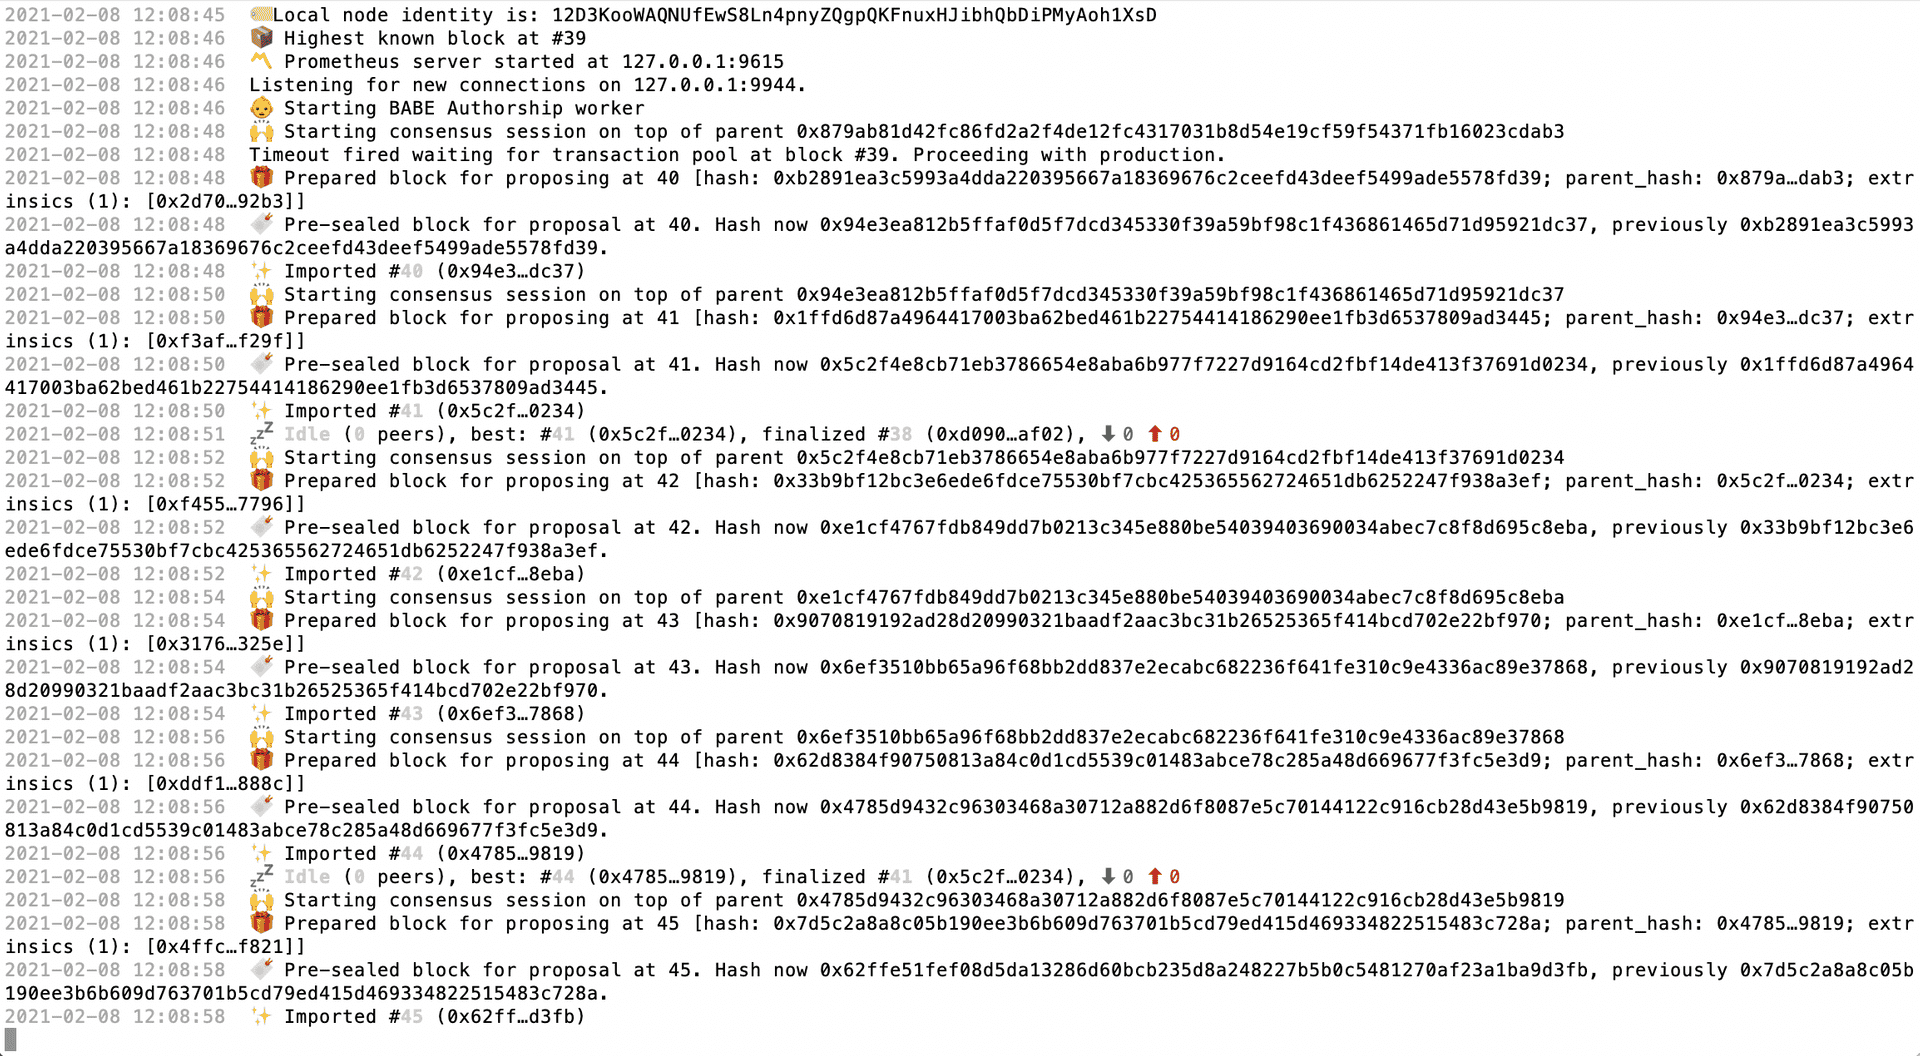 2021-02-08 12:08:45 🏷Local node identity is: 12D3KooWAQNUfEwS8Ln4pnyZQgpQKFnuxHJibhQbDiPMyAoh1XsD
2021-02-08 12:08:46 📦 Highest known block at #39
2021-02-08 12:08:46 〽️ Prometheus server started at 127.0.0.1:9615
2021-02-08 12:08:46 Listening for new connections on 127.0.0.1:9944.
2021-02-08 12:08:46 👶 Starting BABE Authorship worker
2021-02-08 12:08:48 🙌 Starting consensus session on top of parent 0x879ab81d42fc86fd2a2f4de12fc4317031b8d54e19cf59f54371fb16023cdab3
2021-02-08 12:08:48 Timeout fired waiting for transaction pool at block #39. Proceeding with production.
2021-02-08 12:08:48 🎁 Prepared block for proposing at 40 [hash: 0xb2891ea3c5993a4dda220395667a18369676c2ceefd43deef5499ade5578fd39; parent_hash: 0x879a…dab3; extr
insics (1): [0x2d70…92b3]]
2021-02-08 12:08:48 🔖 Pre-sealed block for proposal at 40. Hash now 0x94e3ea812b5ffaf0d5f7dcd345330f39a59bf98c1f436861465d71d95921dc37, previously 0xb2891ea3c5993
a4dda220395667a18369676c2ceefd43deef5499ade5578fd39.
2021-02-08 12:08:48 ✨ Imported #40 (0x94e3…dc37)
2021-02-08 12:08:50 🙌 Starting consensus session on top of parent 0x94e3ea812b5ffaf0d5f7dcd345330f39a59bf98c1f436861465d71d95921dc37
2021-02-08 12:08:50 🎁 Prepared block for proposing at 41 [hash: 0x1ffd6d87a4964417003ba62bed461b22754414186290ee1fb3d6537809ad3445; parent_hash: 0x94e3…dc37; extr
insics (1): [0xf3af…f29f]]
2021-02-08 12:08:50 🔖 Pre-sealed block for proposal at 41. Hash now 0x5c2f4e8cb71eb3786654e8aba6b977f7227d9164cd2fbf14de413f37691d0234, previously 0x1ffd6d87a4964
417003ba62bed461b22754414186290ee1fb3d6537809ad3445.
2021-02-08 12:08:50 ✨ Imported #41 (0x5c2f…0234)
2021-02-08 12:08:51 💤 Idle (0 peers), best: #41 (0x5c2f…0234), finalized #38 (0xd090…af02), ⬇ 0 ⬆ 0
2021-02-08 12:08:52 🙌 Starting consensus session on top of parent 0x5c2f4e8cb71eb3786654e8aba6b977f7227d9164cd2fbf14de413f37691d0234
2021-02-08 12:08:52 🎁 Prepared block for proposing at 42 [hash: 0x33b9bf12bc3e6ede6fdce75530bf7cbc425365562724651db6252247f938a3ef; parent_hash: 0x5c2f…0234; extr
insics (1): [0xf455…7796]]
2021-02-08 12:08:52 🔖 Pre-sealed block for proposal at 42. Hash now 0xe1cf4767fdb849dd7b0213c345e880be54039403690034abec7c8f8d695c8eba, previously 0x33b9bf12bc3e6
ede6fdce75530bf7cbc425365562724651db6252247f938a3ef.
2021-02-08 12:08:52 ✨ Imported #42 (0xe1cf…8eba)
2021-02-08 12:08:54 🙌 Starting consensus session on top of parent 0xe1cf4767fdb849dd7b0213c345e880be54039403690034abec7c8f8d695c8eba
2021-02-08 12:08:54 🎁 Prepared block for proposing at 43 [hash: 0x9070819192ad28d20990321baadf2aac3bc31b26525365f414bcd702e22bf970; parent_hash: 0xe1cf…8eba; extr
insics (1): [0x3176…325e]]
2021-02-08 12:08:54 🔖 Pre-sealed block for proposal at 43. Hash now 0x6ef3510bb65a96f68bb2dd837e2ecabc682236f641fe310c9e4336ac89e37868, previously 0x9070819192ad2
8d20990321baadf2aac3bc31b26525365f414bcd702e22bf970.
2021-02-08 12:08:54 ✨ Imported #43 (0x6ef3…7868)
2021-02-08 12:08:56 🙌 Starting consensus session on top of parent 0x6ef3510bb65a96f68bb2dd837e2ecabc682236f641fe310c9e4336ac89e37868
2021-02-08 12:08:56 🎁 Prepared block for proposing at 44 [hash: 0x62d8384f90750813a84c0d1cd5539c01483abce78c285a48d669677f3fc5e3d9; parent_hash: 0x6ef3…7868; extr
insics (1): [0xddf1…888c]]
2021-02-08 12:08:56 🔖 Pre-sealed block for proposal at 44. Hash now 0x4785d9432c96303468a30712a882d6f8087e5c70144122c916cb28d43e5b9819, previously 0x62d8384f90750
813a84c0d1cd5539c01483abce78c285a48d669677f3fc5e3d9.
2021-02-08 12:08:56 ✨ Imported #44 (0x4785…9819)
2021-02-08 12:08:56 💤 Idle (0 peers), best: #44 (0x4785…9819), finalized #41 (0x5c2f…0234), ⬇ 0 ⬆ 0
2021-02-08 12:08:58 🙌 Starting consensus session on top of parent 0x4785d9432c96303468a30712a882d6f8087e5c70144122c916cb28d43e5b9819
2021-02-08 12:08:58 🎁 Prepared block for proposing at 45 [hash: 0x7d5c2a8a8c05b190ee3b6b609d763701b5cd79ed415d469334822515483c728a; parent_hash: 0x4785…9819; extr
insics (1): [0x4ffc…f821]]
2021-02-08 12:08:58 🔖 Pre-sealed block for proposal at 45. Hash now 0x62ffe51fef08d5da13286d60bcb235d8a248227b5b0c5481270af23a1ba9d3fb, previously 0x7d5c2a8a8c05b
190ee3b6b609d763701b5cd79ed415d469334822515483c728a.
2021-02-08 12:08:58 ✨ Imported #45 (0x62ff…d3fb)